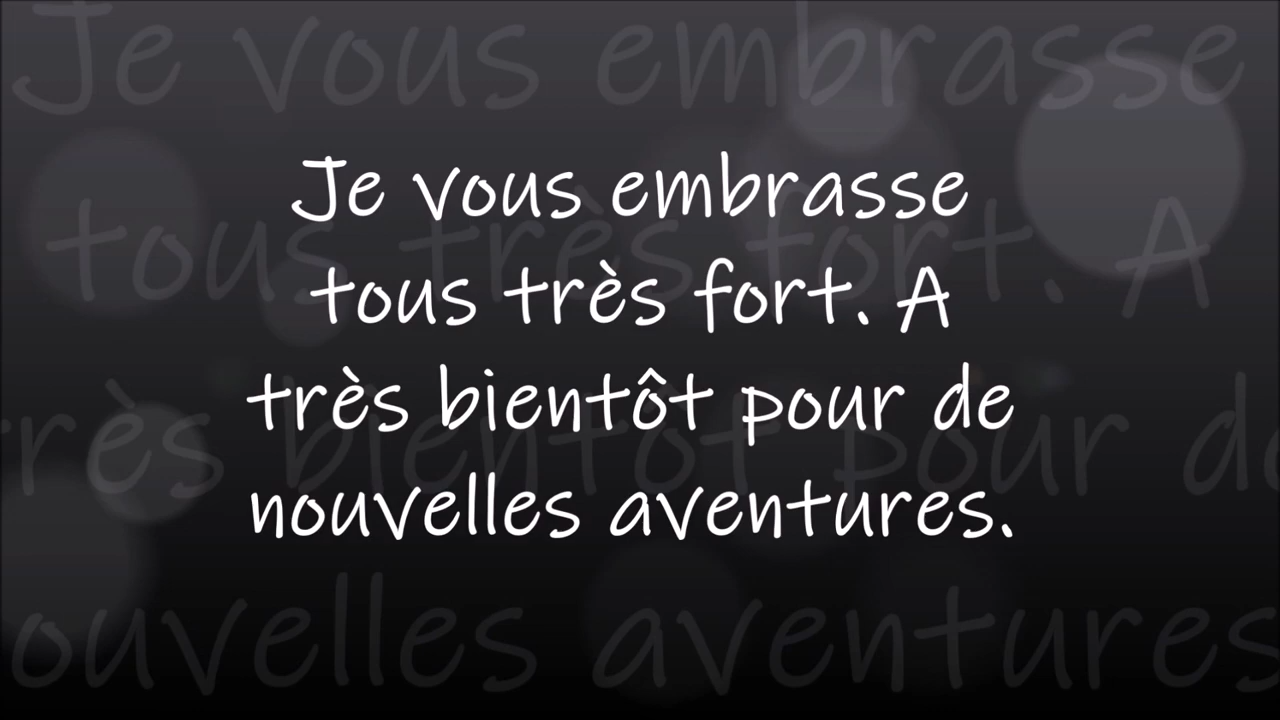 Je vous embrasse
tous très fort. A
très bientôt pour de
nouvelles aventures.